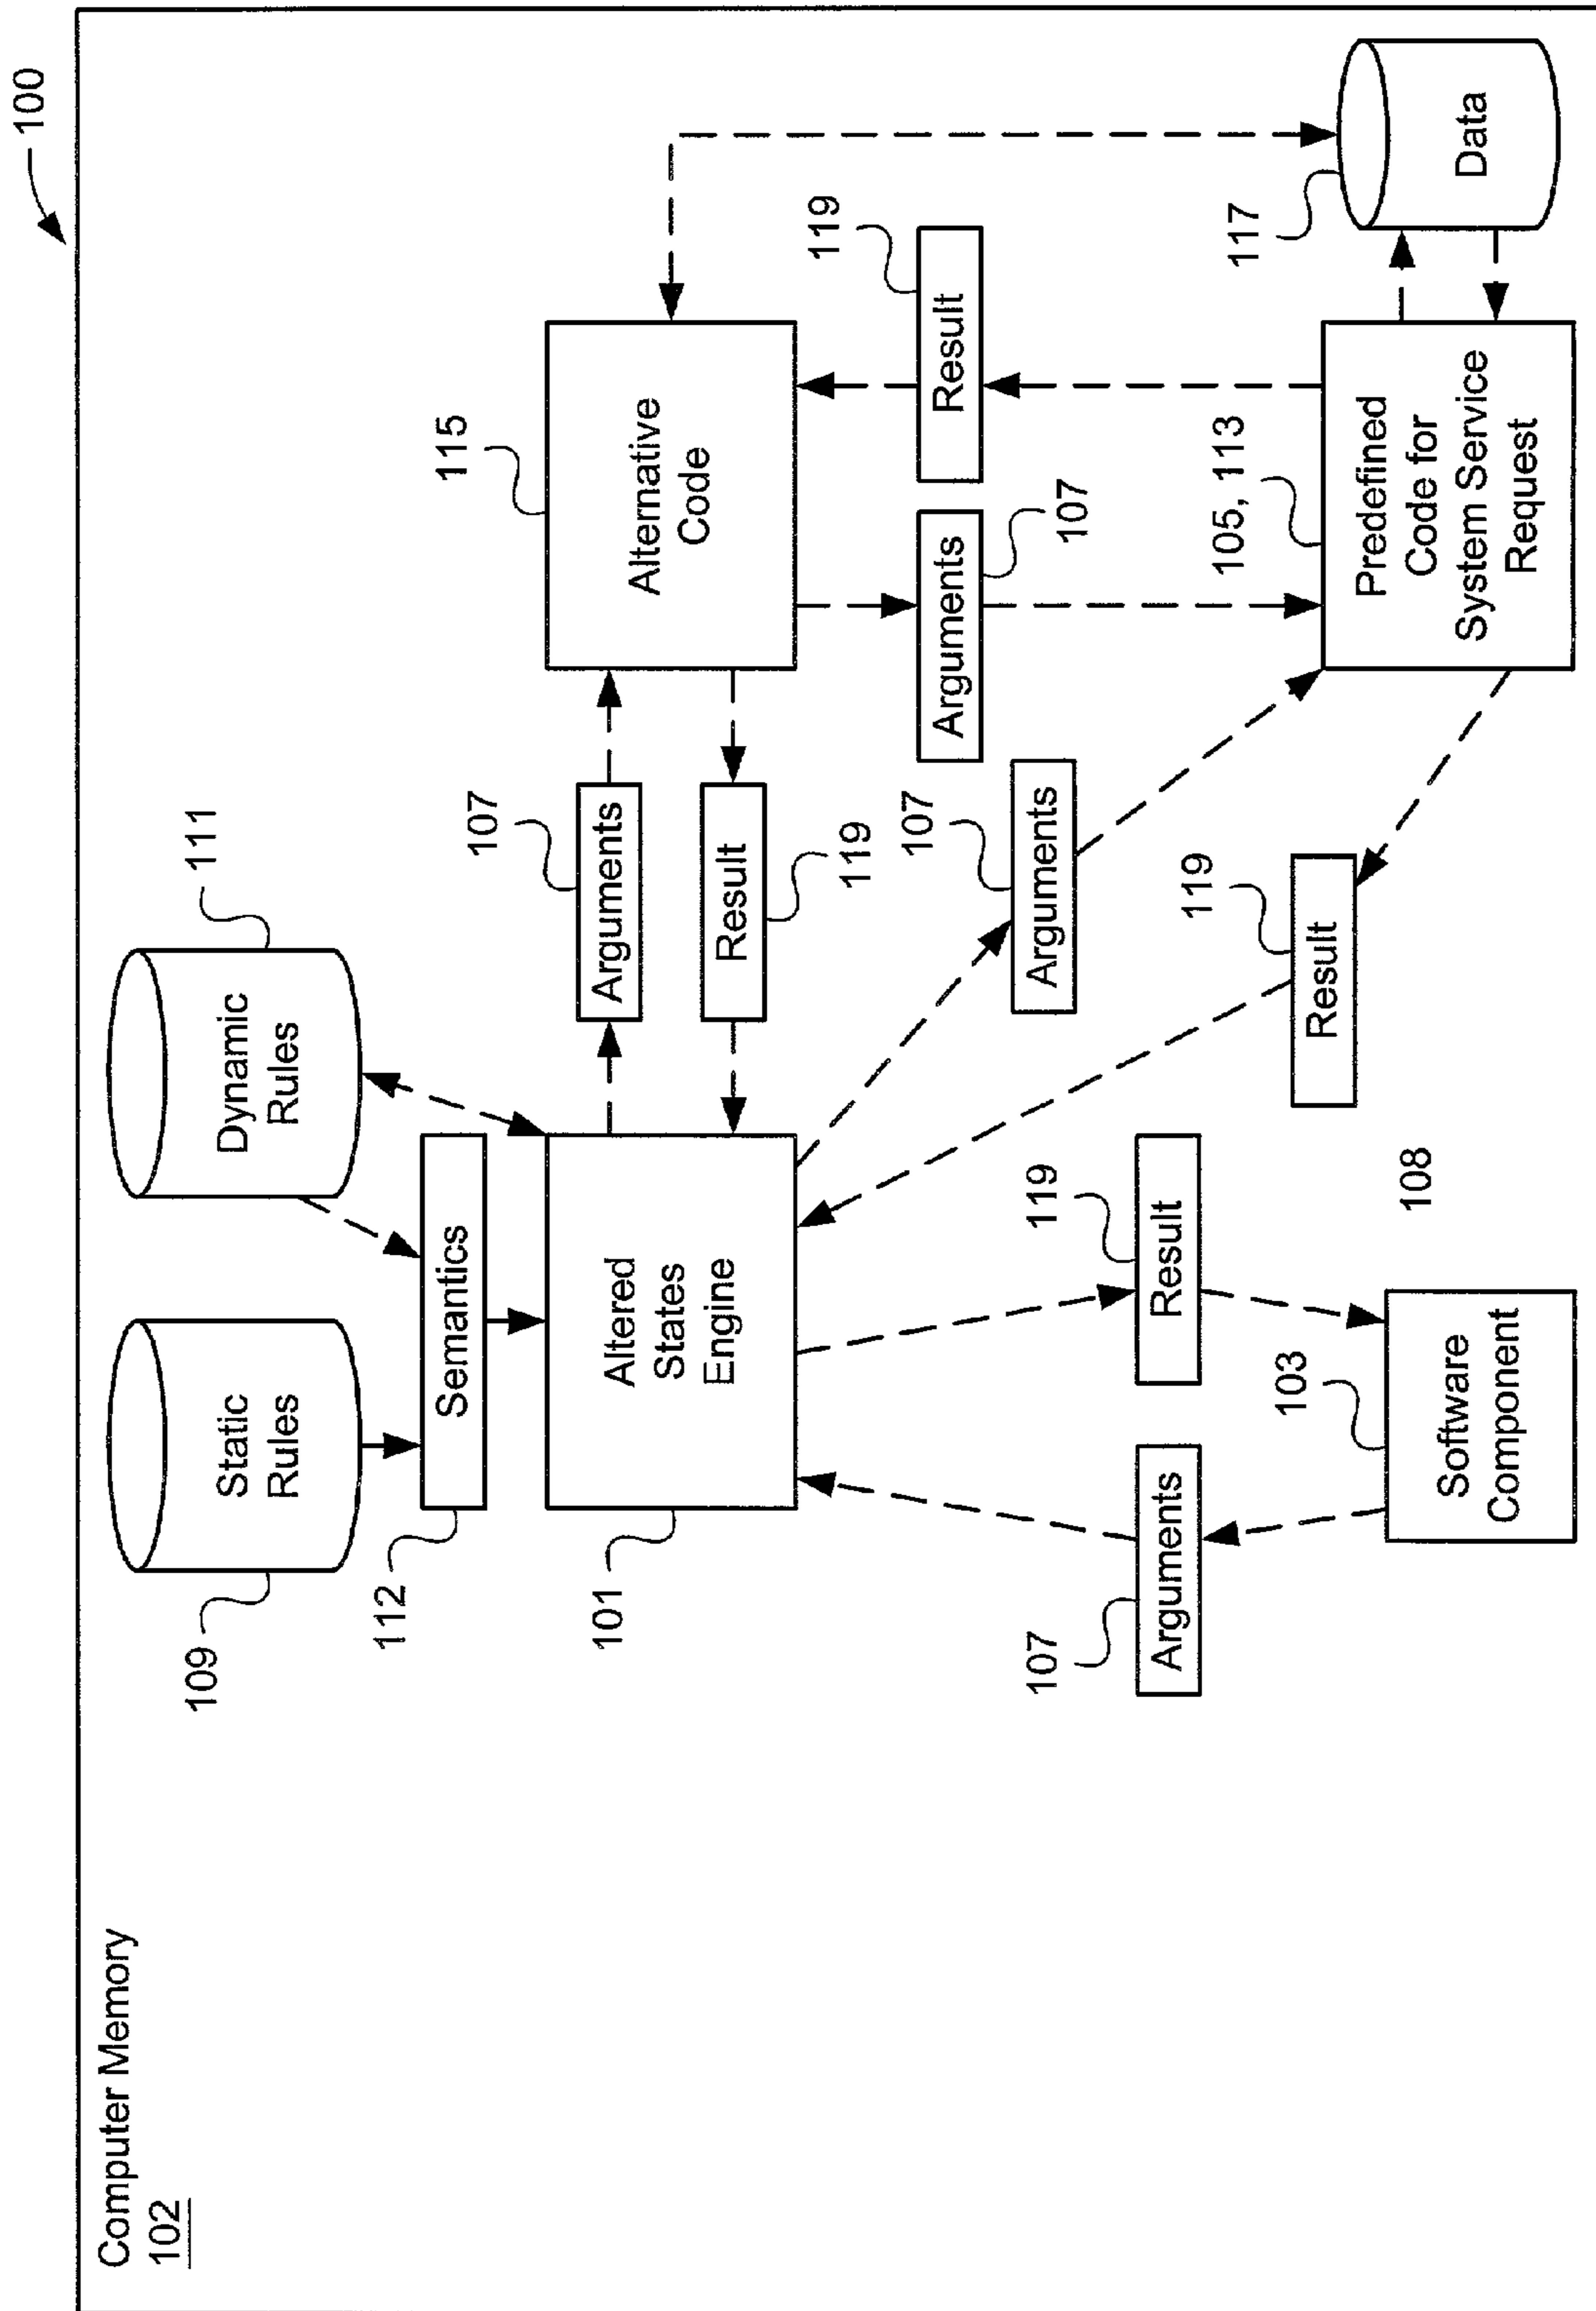 100
Computer Memory
102
109
Static
Rules
Dynamic
Rules
111
112
Semantics
101
Altered
States
Engine
107
Arguments
Result
119
115
Alternative
Code
119
Result
Arguments
107
107
Arguments
119
Result
107
Arguments
119
Result
108
103
Software
Component
105, 113
Predefined
Code for
System Service
Request
117
Data